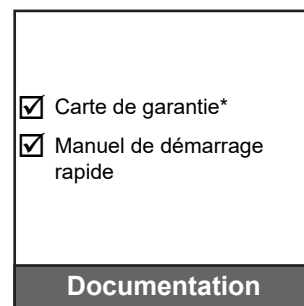 ☑ Carte de garantie*
☑ Manuel de démarrage
rapide
Documentation